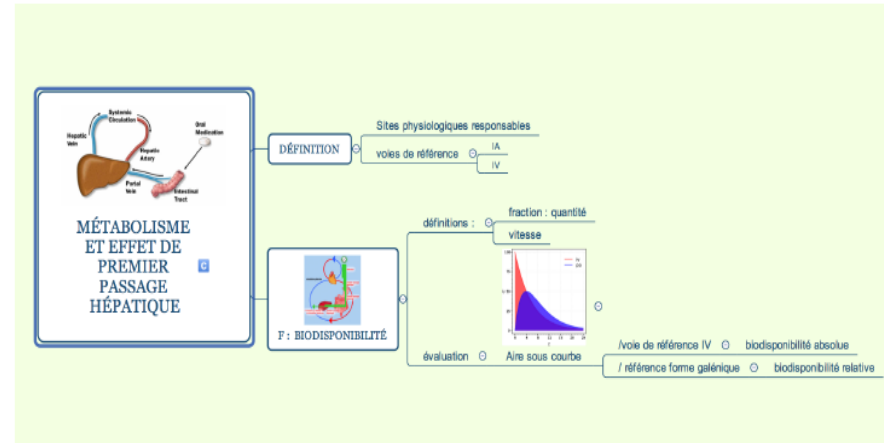 Systemic
Circulation
Oral
Medication
Hepatic
Vein
Hepatic
Artery
Portal
Vein
Intestinal
Tract
MÉTABOLISME
ET EFFET DE
PREMIER
PASSAGE
HÉPATIQUE
C
DÉFINITION
Sites physiologiques responsables
voies de référence
IA
IV
F : BIODISPONIBILITÉ
définitions :
fraction : quantité
vitesse
évaluation
Aire sous courbe
/voie de référence IV
biodisponibilité absolue
/ référence forme galénique
biodisponibilité relative